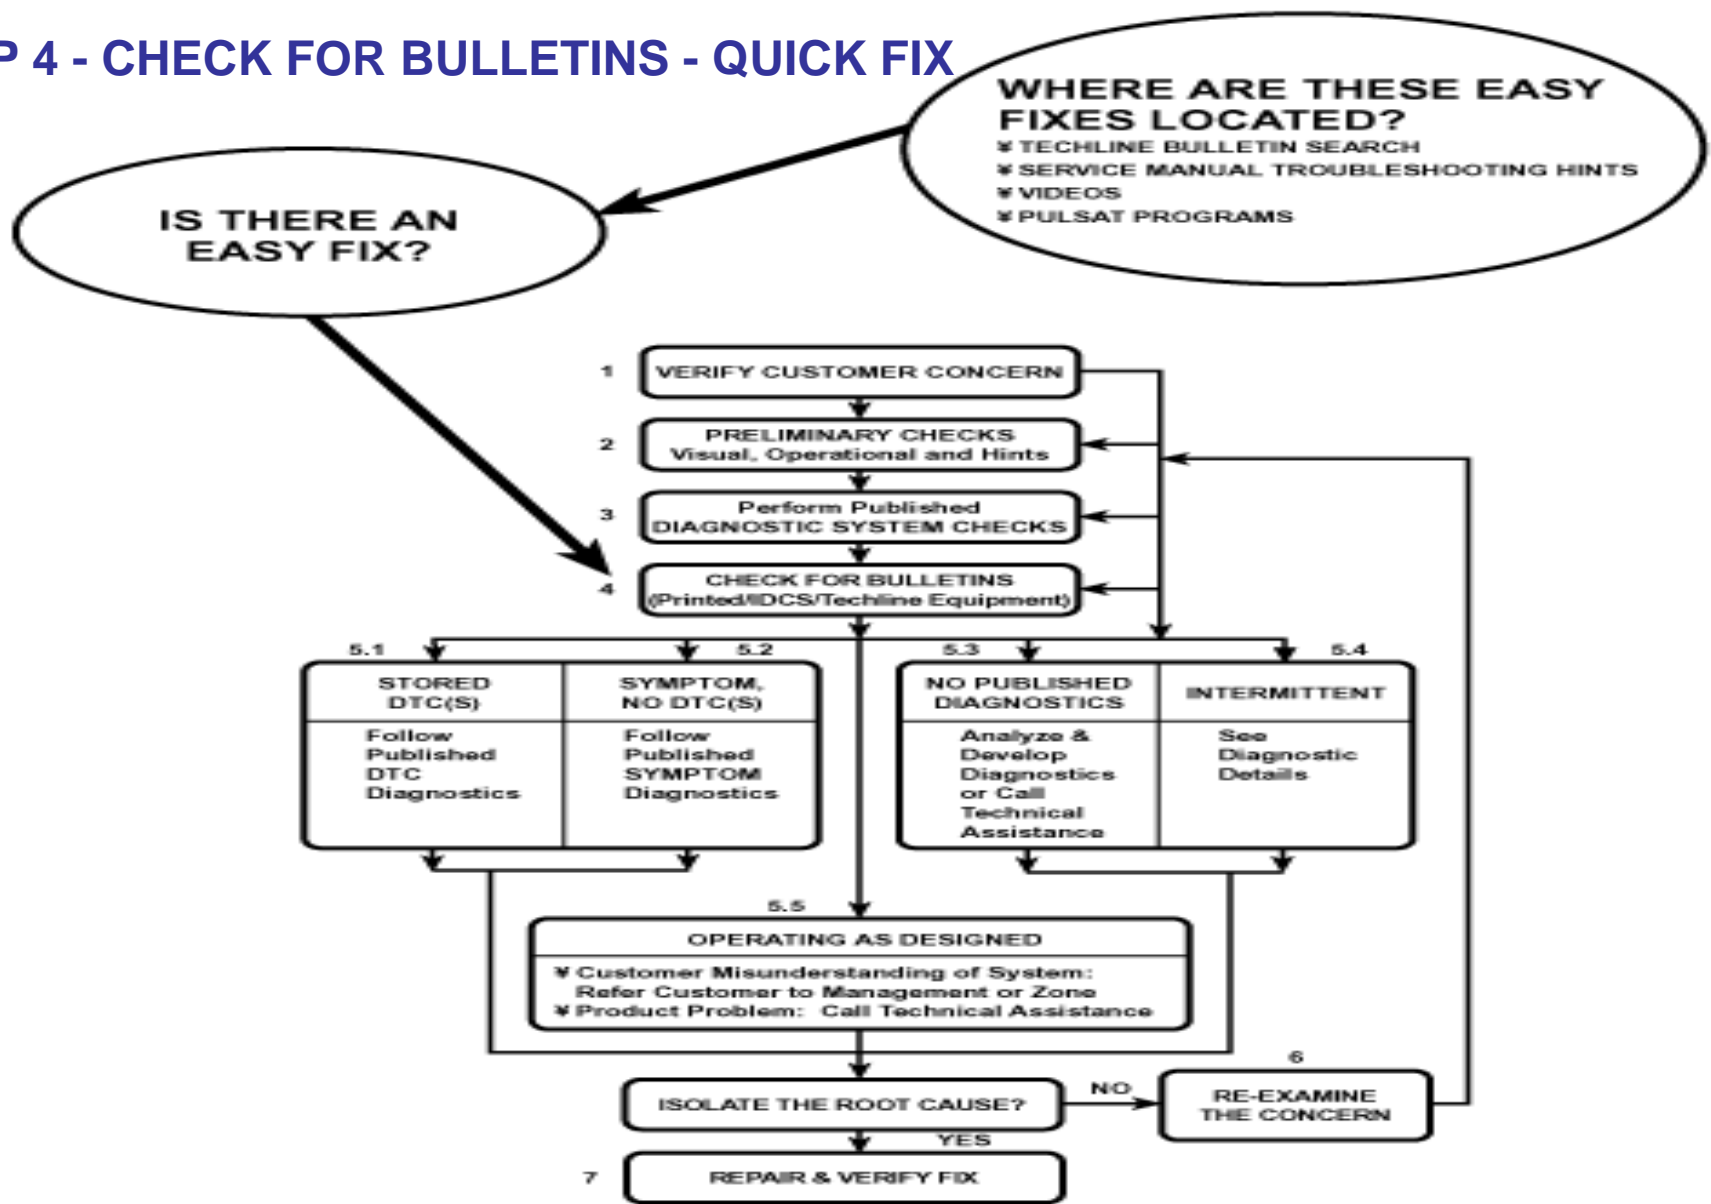 P 4 - CHECK FOR BULLETINS - QUICK FIX
WHERE ARE THESE EASY
FIXES LOCATED?
¥ TECHLINE BULLETIN SEARCH
¥ SERVICE MANUAL TROUBLESHOOTING HINTS
¥ VIDEOS
¥ PULSAT PROGRAMS
IS THERE AN
EASY FIX?
1
VERIFY CUSTOMER CONCERN
2
PRELIMINARY CHECKS
Visual, Operational and Hints
3
Perform Published
DIAGNOSTIC SYSTEM CHECKS
4
CHECK FOR BULLETINS
(Printed/IDCS/Techline Equipment)
5.1
STORED
DTC(S)
Follow
Published
DTC
Diagnostics
5.2
SYMPTOM,
NO DTC(S)
Follow
Published
SYMPTOM
Diagnostics
5.3
NO PUBLISHED
DIAGNOSTICS
Analyze &
Develop
Diagnostics
or Call
Technical
Assistance
5.4
INTERMITTENT
See
Diagnostic
Details
5.5
OPERATING AS DESIGNED
¥ Customer Misunderstanding of System:
Refer Customer to Management or Zone
¥ Product Problem: Call Technical Assistance
ISOLATE THE ROOT CAUSE?
NO
6
RE-EXAMINE
THE CONCERN
YES
7
REPAIR & VERIFY FIX